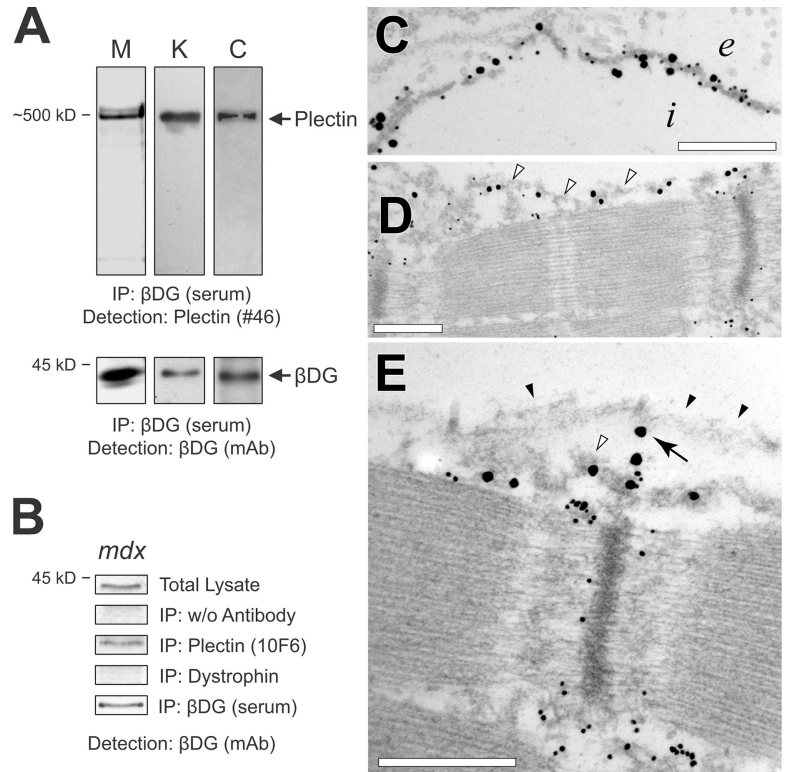 A
M K C
~500 kD
Plectin
IP: βDG (serum)
Detection: Plectin (#46)
45 kD
βDG
IP: βDG (serum)
Detection: βDG (mAb)
B
mdx
45 kD
Total Lysate
IP: w/o Antibody
IP: Plectin (10F6)
IP: Dystrophin
IP: βDG (serum)
Detection: βDG (mAb)
C
e
i
D
E